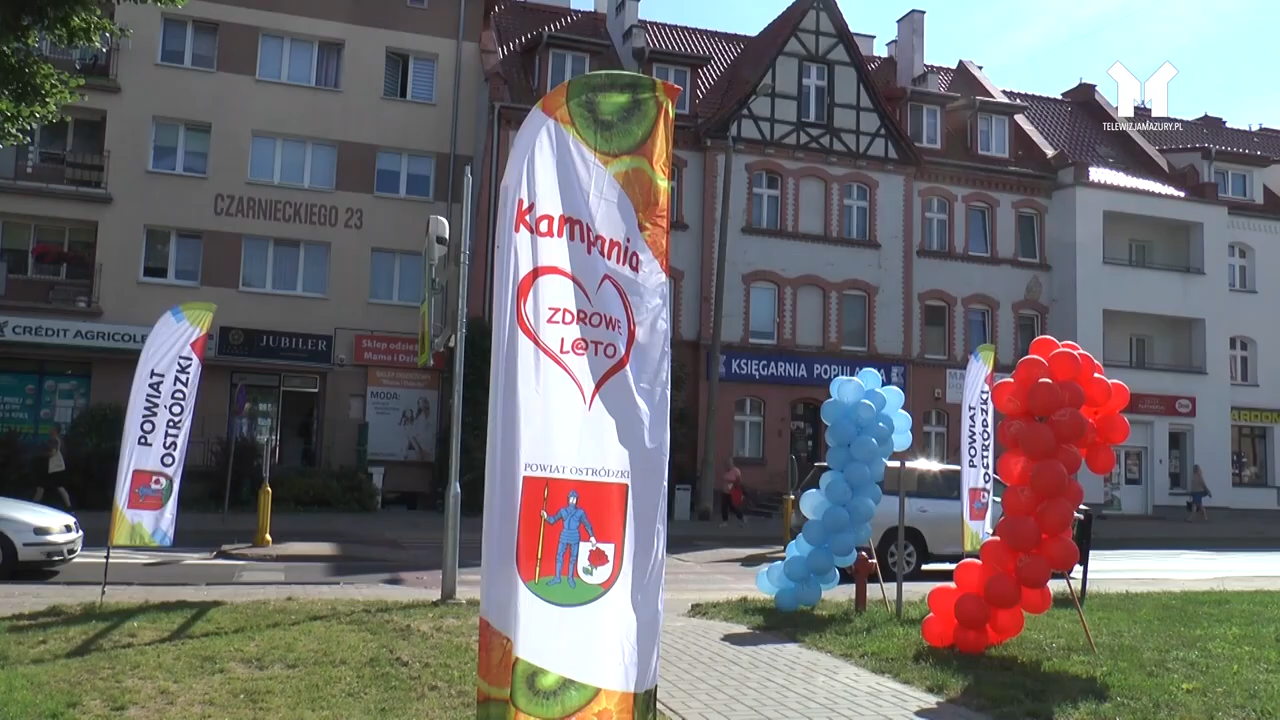 TELEWIZJAMAZURY.PL
CZARNIECKIEGO 23
CRÉDIT AGRICOLE
JUBILER
Sklep odzież
Mama i Dzie
MODA:
POWIAT
OSTRÓDZKI
Kampania
ZDROWE
L@TO
POWIAT OSTRÓDZKI
KSIĘGARNIA POPULA
POWIAT
OSTRÓDZKI